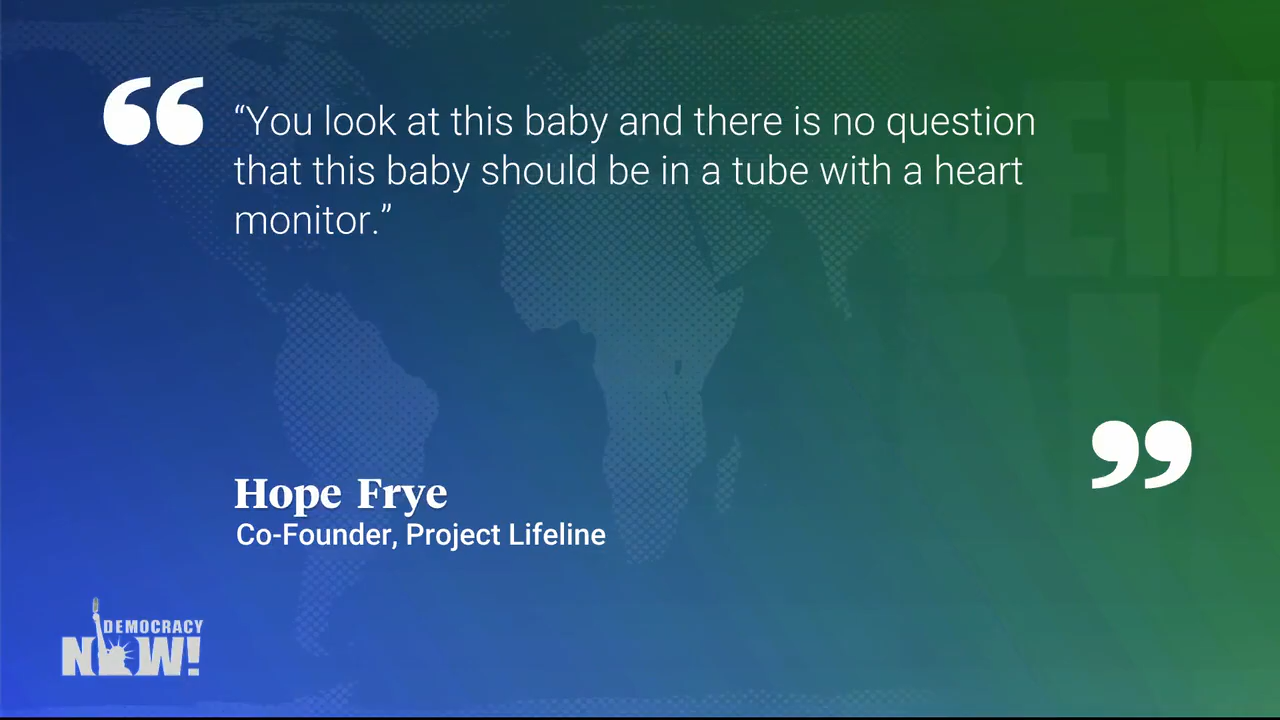 “You look at this baby and there is no question
that this baby should be in a tube with a heart
monitor.”
Hope Frye
Co-Founder, Project Lifeline
DEMOCRACY
NOW!